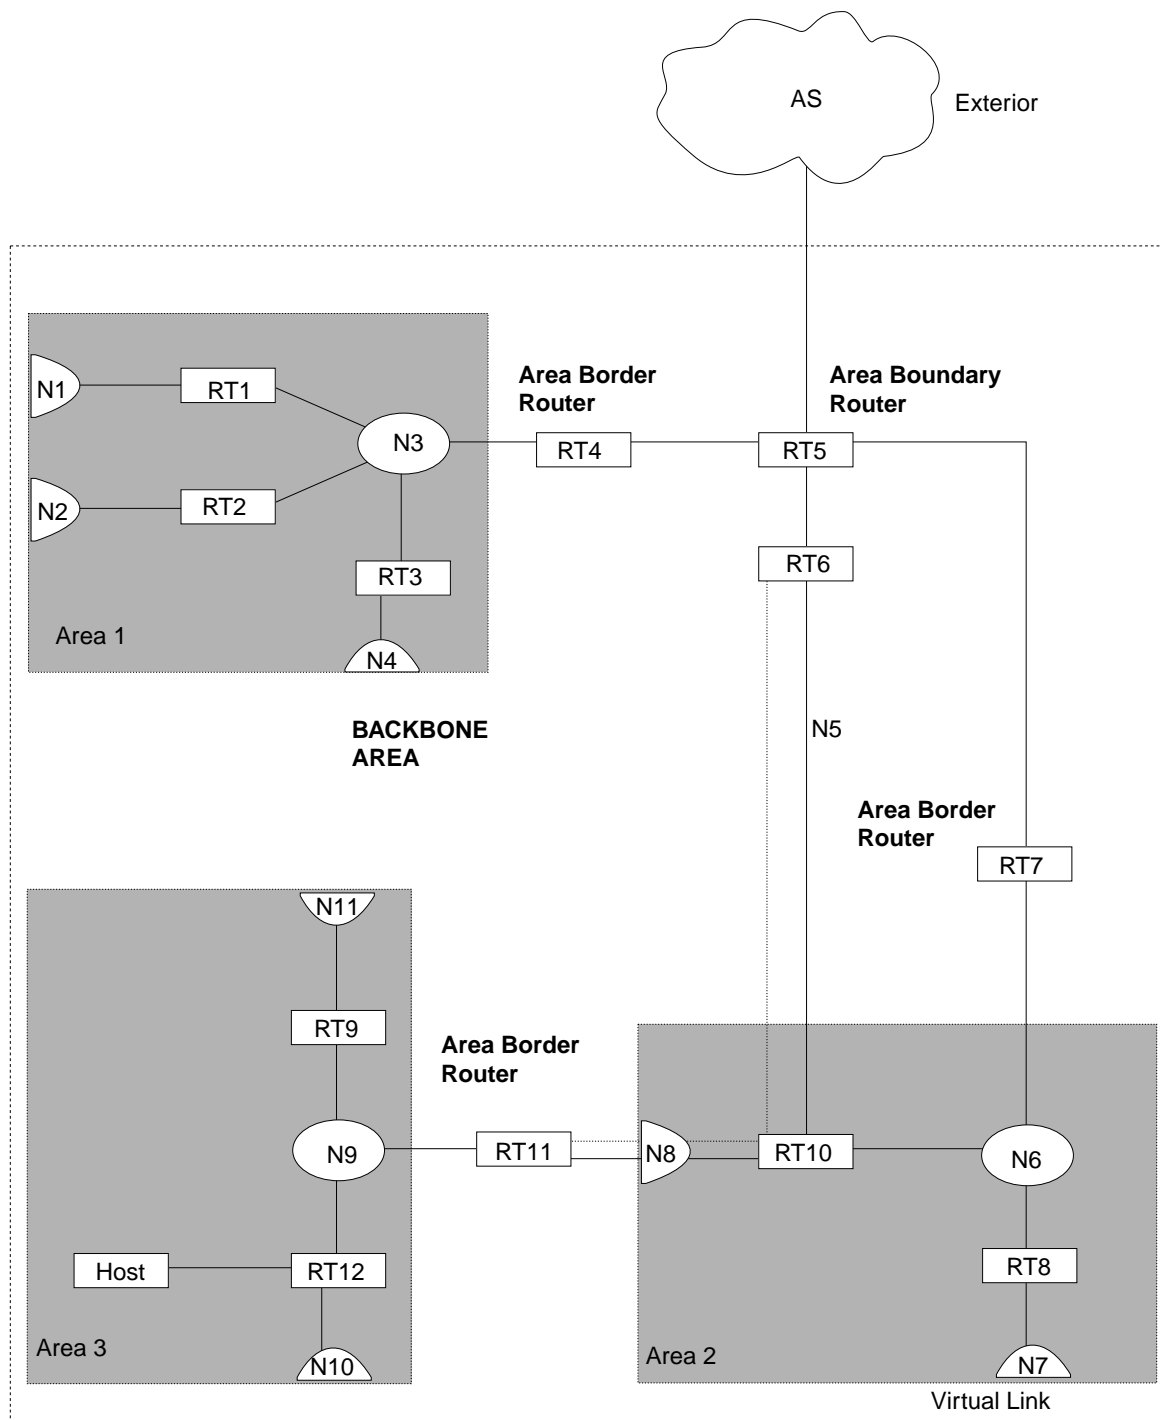 AS
Exterior
Area Border
Router
Area Boundary
Router
N1
RT1
N3
RT4
RT5
N2
RT2
RT3
RT6
Area 1
N4
BACKBONE
AREA
N5
Area Border
Router
RT7
N11
RT9
Area Border
Router
N9
RT11
N8
RT10
N6
Host
RT12
RT8
Area 3
N10
Area 2
N7
Virtual Link